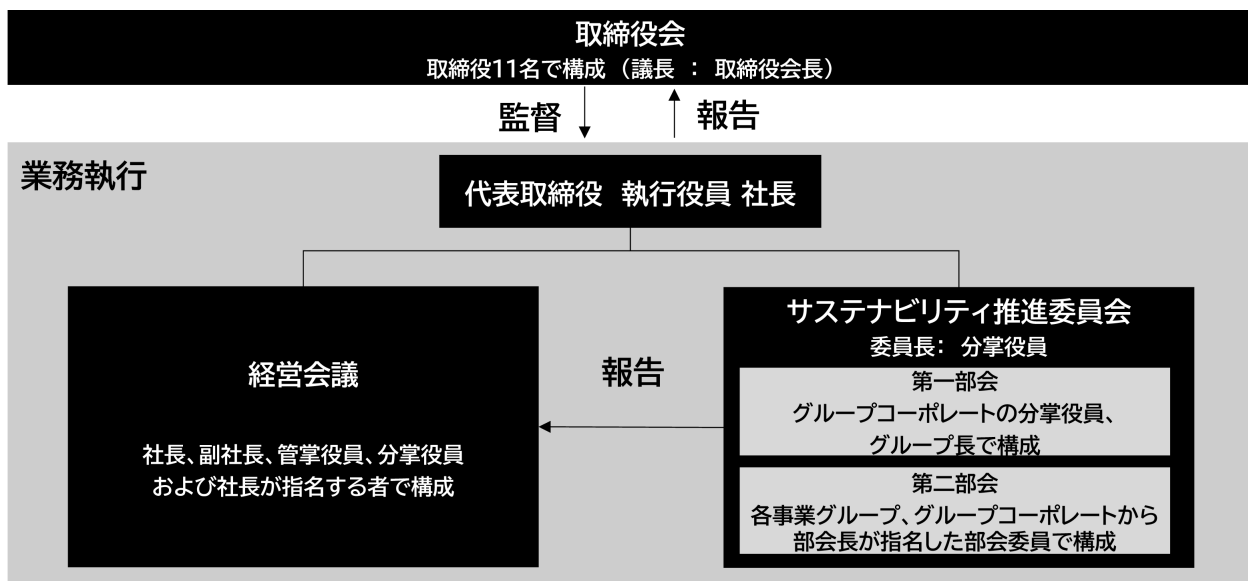 取締役会
取締役11名で構成（議長 ： 取締役会長）
監督
報告
業務執行
代表取締役 執行役員 社長
経営会議
社長、副社長、管掌役員、分掌役員
および社長が指名する者で構成
報告
サステナビリティ推進委員会
委員長： 分掌役員
第一部会
グループコーポレートの分掌役員、
グループ長で構成
第二部会
各事業グループ、グループコーポレートから
部会長が指名した部会委員で構成